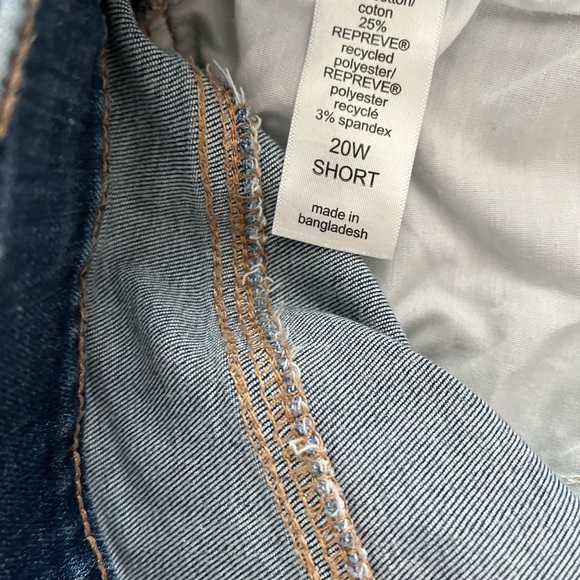 cotton/
coton
25%
REPREVE®
recycled
polyester/
REPREVE®
polyester
recyclé
3% spandex
20W
SHORT
made in
bangladesh